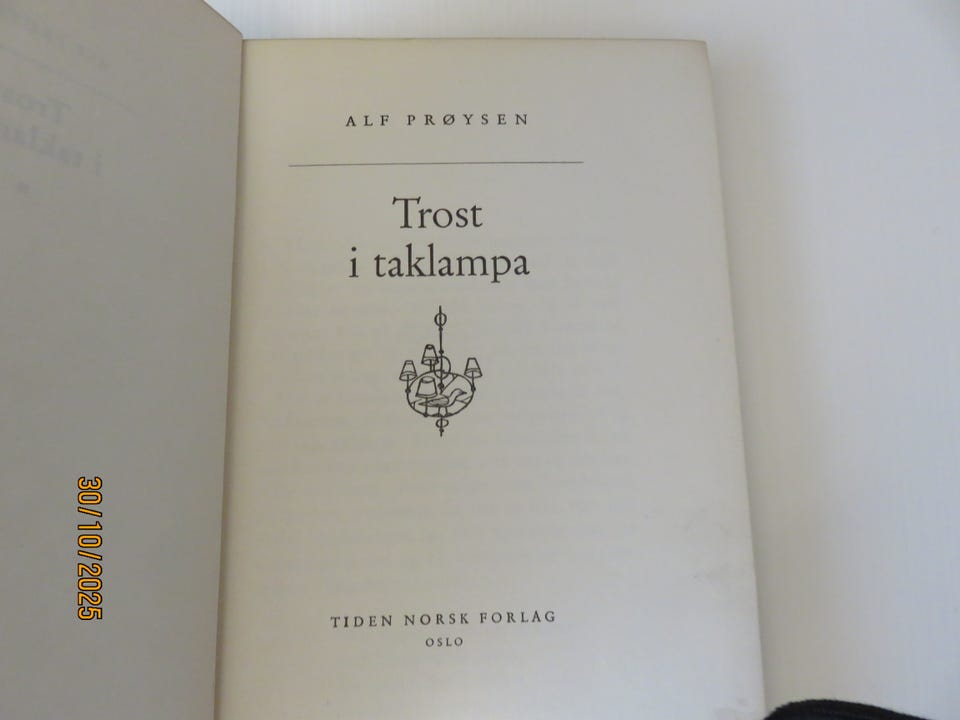 ALF PRØYSEN
Trost
i taklampa
TIDEN NORSK FORLAG
OSLO
30/10/2025